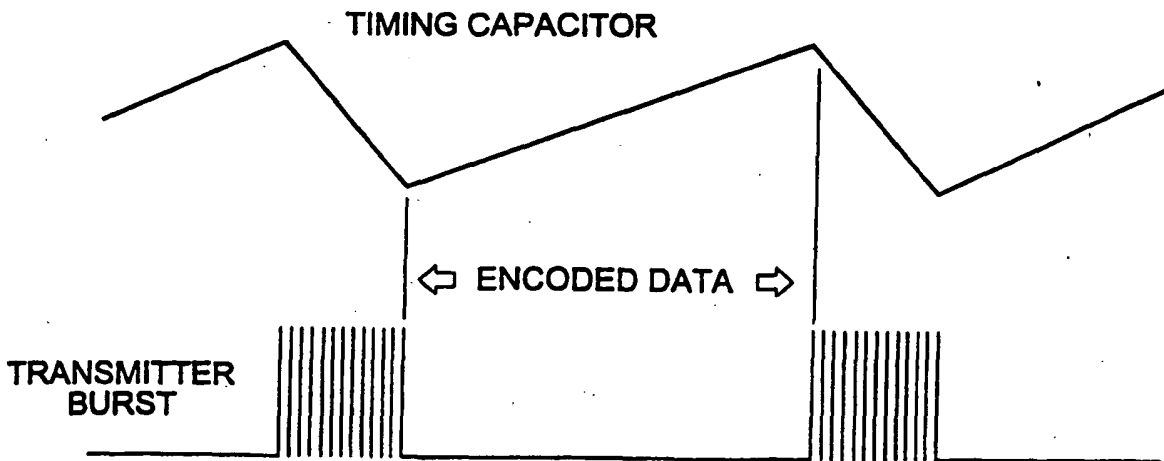 TIMING CAPACITOR
ENCODED DATA
TRANSMITTER
BURST